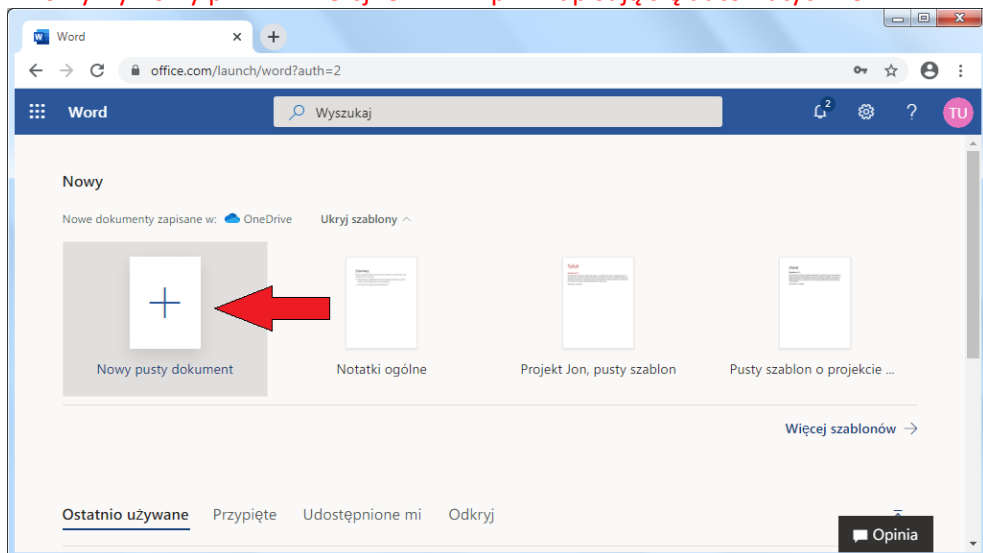 Word
office.com/launch/word?auth=2
Word
Wyszukaj
2
?
TU
Nowy
Nowe dokumenty zapisane w: OneDrive Ukryj szablony
Nowy pusty dokument
Notatki ogólne
Projekt Jon, pusty szablon
Pusty szablon o projekcie ...
Więcej szablonów
Ostatnio używane Przypięte Udostępnione mi Odkryj
Opinia